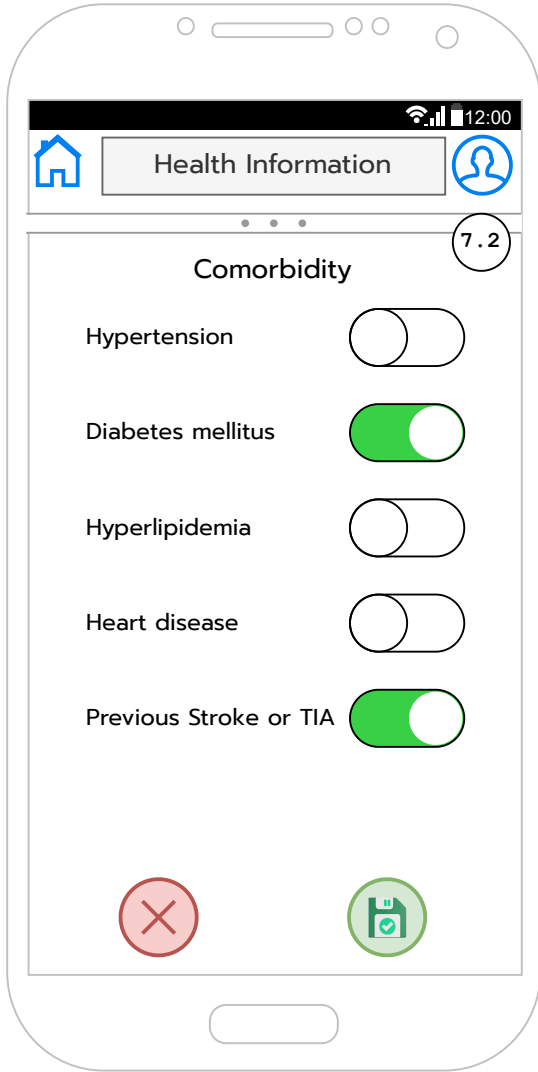 12:00
Health Information
7.2
Comorbidity
Hypertension
Diabetes mellitus
Hyperlipidemia
Heart disease
Previous Stroke or TIA